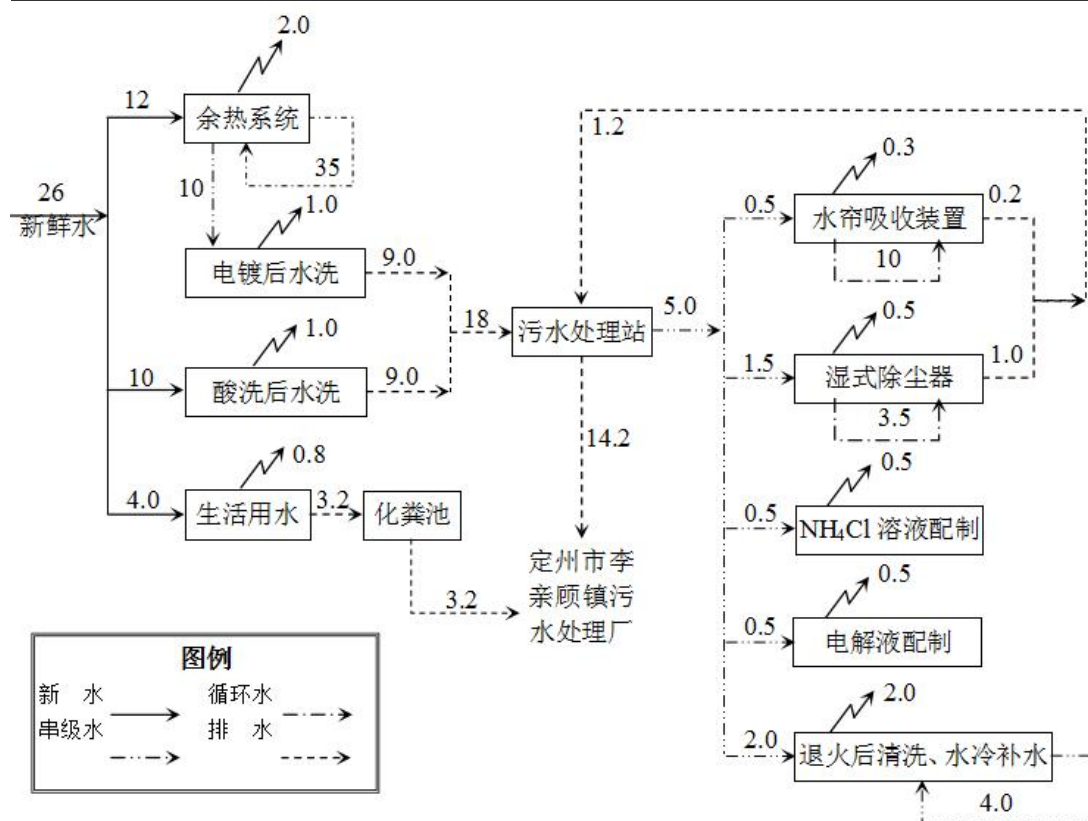 2.0
12
余热系统
1.2
35
10
26
新鲜水
1.0
电镀后水洗
9.0
0.3
0.5
水帘吸收装置
0.2
10
18
污水处理站
5.0
1.0
10
酸洗后水洗
9.0
0.5
1.5
湿式除尘器
1.0
3.5
14.2
0.8
4.0
生活用水
3.2
化粪池
0.5
0.5
NH₄Cl 溶液配制
定州市李
亲顾镇污
水处理厂
3.2
0.5
0.5
电解液配制
2.0
2.0
退火后清洗、水冷补水
4.0
图例
新 水
循环水
串级水
排 水